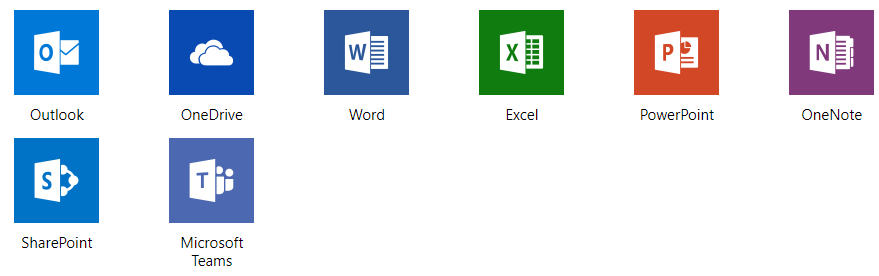 O W X P N
Outlook OneDrive Word Excel PowerPoint OneNote
S T
SharePoint Microsoft
Teams